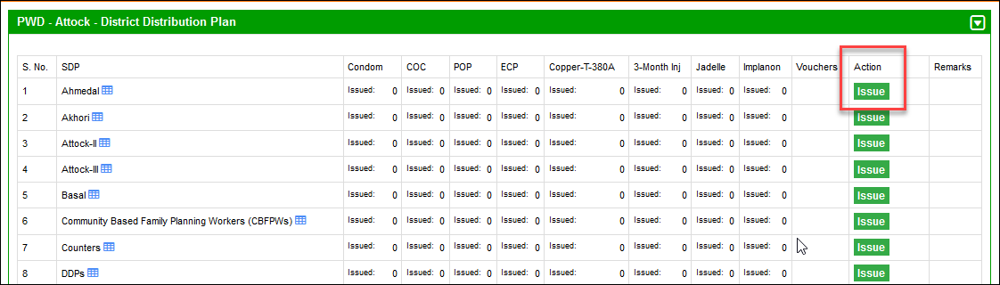 PWD - Attock - District Distribution Plan
S. No. SDP Condom COC POP ECP Copper-T-380A 3-Month Inj Jadelle Implanon Vouchers Action Remarks
1 Ahmedal Issued: 0 Issued: 0 Issued: 0 Issued: 0 Issued: 0 Issued: 0 Issued: 0 Issued: 0 Issue
2 Akhori Issued: 0 Issued: 0 Issued: 0 Issued: 0 Issued: 0 Issued: 0 Issued: 0 Issued: 0 Issue
3 Attock-II Issued: 0 Issued: 0 Issued: 0 Issued: 0 Issued: 0 Issued: 0 Issued: 0 Issued: 0 Issue
4 Attock-III Issued: 0 Issued: 0 Issued: 0 Issued: 0 Issued: 0 Issued: 0 Issued: 0 Issued: 0 Issue
5 Basal Issued: 0 Issued: 0 Issued: 0 Issued: 0 Issued: 0 Issued: 0 Issued: 0 Issued: 0 Issue
6 Community Based Family Planning Workers (CBFPWs) Issued: 0 Issued: 0 Issued: 0 Issued: 0 Issued: 0 Issued: 0 Issued: 0 Issued: 0 Issue
7 Counters Issued: 0 Issued: 0 Issued: 0 Issued: 0 Issued: 0 Issued: 0 Issued: 0 Issued: 0 Issue
8 DDPs Issued: 0 Issued: 0 Issued: 0 Issued: 0 Issued: 0 Issued: 0 Issued: 0 Issued: 0 Issue